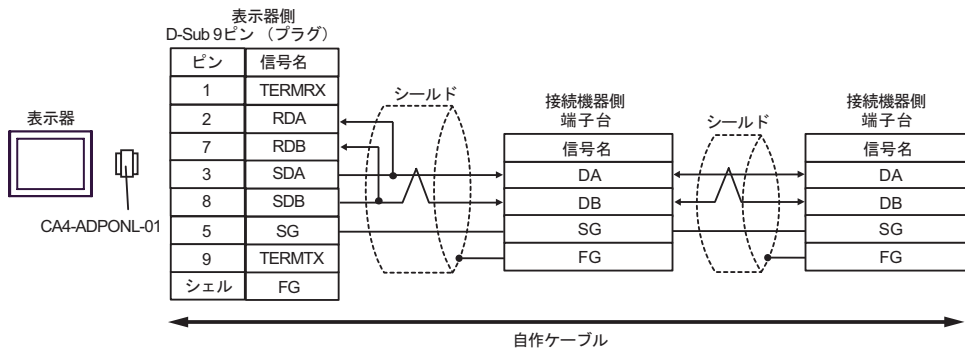 表示器側
D-Sub 9ピン （プラグ）
ピン 信号名
1 TERMRX
2 RDA
7 RDB
3 SDA
8 SDB
5 SG
9 TERMTX
シェル FG
表示器
CA4-ADPONL-01
シールド
接続機器側
端子台
信号名
DA
DB
SG
FG
シールド
接続機器側
端子台
信号名
DA
DB
SG
FG
自作ケーブル